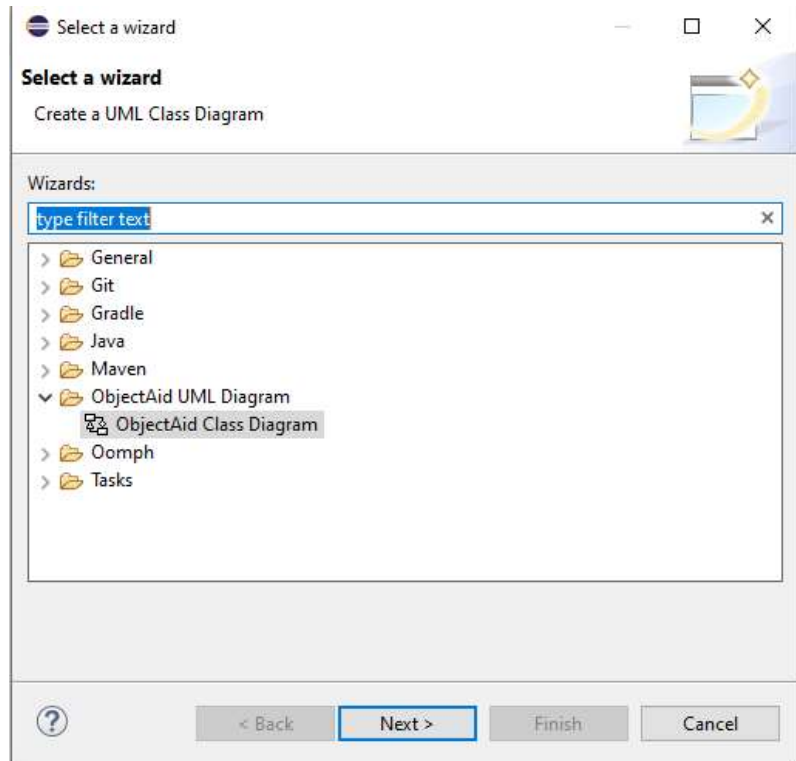 Select a wizard
Select a wizard
Create a UML Class Diagram
Wizards:
type filter text
General
Git
Gradle
Java
Maven
ObjectAid UML Diagram
ObjectAid Class Diagram
Oomph
Tasks
< Back Next > Finish Cancel